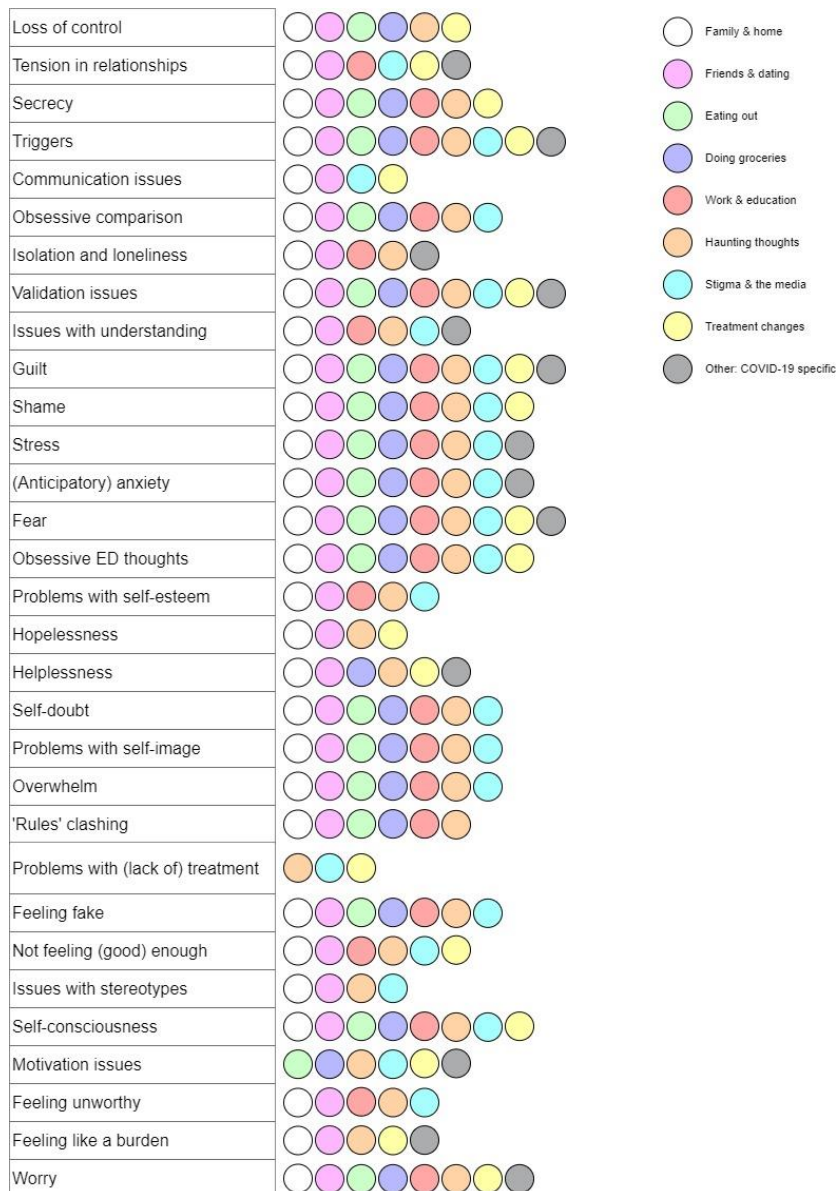 Loss of control
Tension in relationships
Secrecy
Triggers
Communication issues
Obsessive comparison
Isolation and loneliness
Validation issues
Issues with understanding
Guilt
Shame
Stress
(Anticipatory) anxiety
Fear
Obsessive ED thoughts
Problems with self-esteem
Hopelessness
Helplessness
Self-doubt
Problems with self-image
Overwhelm
'Rules' clashing
Problems with (lack of) treatment
Feeling fake
Not feeling (good) enough
Issues with stereotypes
Self-consciousness
Motivation issues
Feeling unworthy
Feeling like a burden
Worry
Family & home
Friends & dating
Eating out
Doing groceries
Work & education
Haunting thoughts
Stigma & the media
Treatment changes
Other: COVID-19 specific